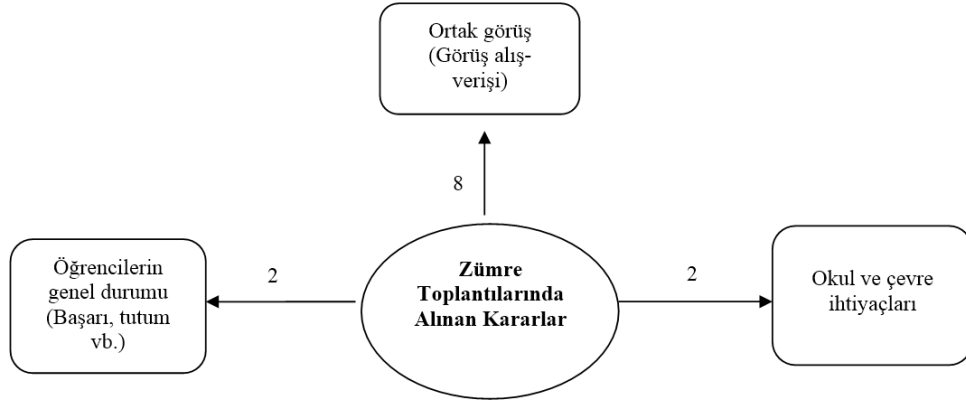 Ortak görüş
(Görüş alış-
verişi)
8
Öğrencilerin
genel durumu
(Başarı, tutum
vb.)
2
Zümre
Toplantılarında
Alınan Kararlar
2
Okul ve çevre
ihtiyaçları